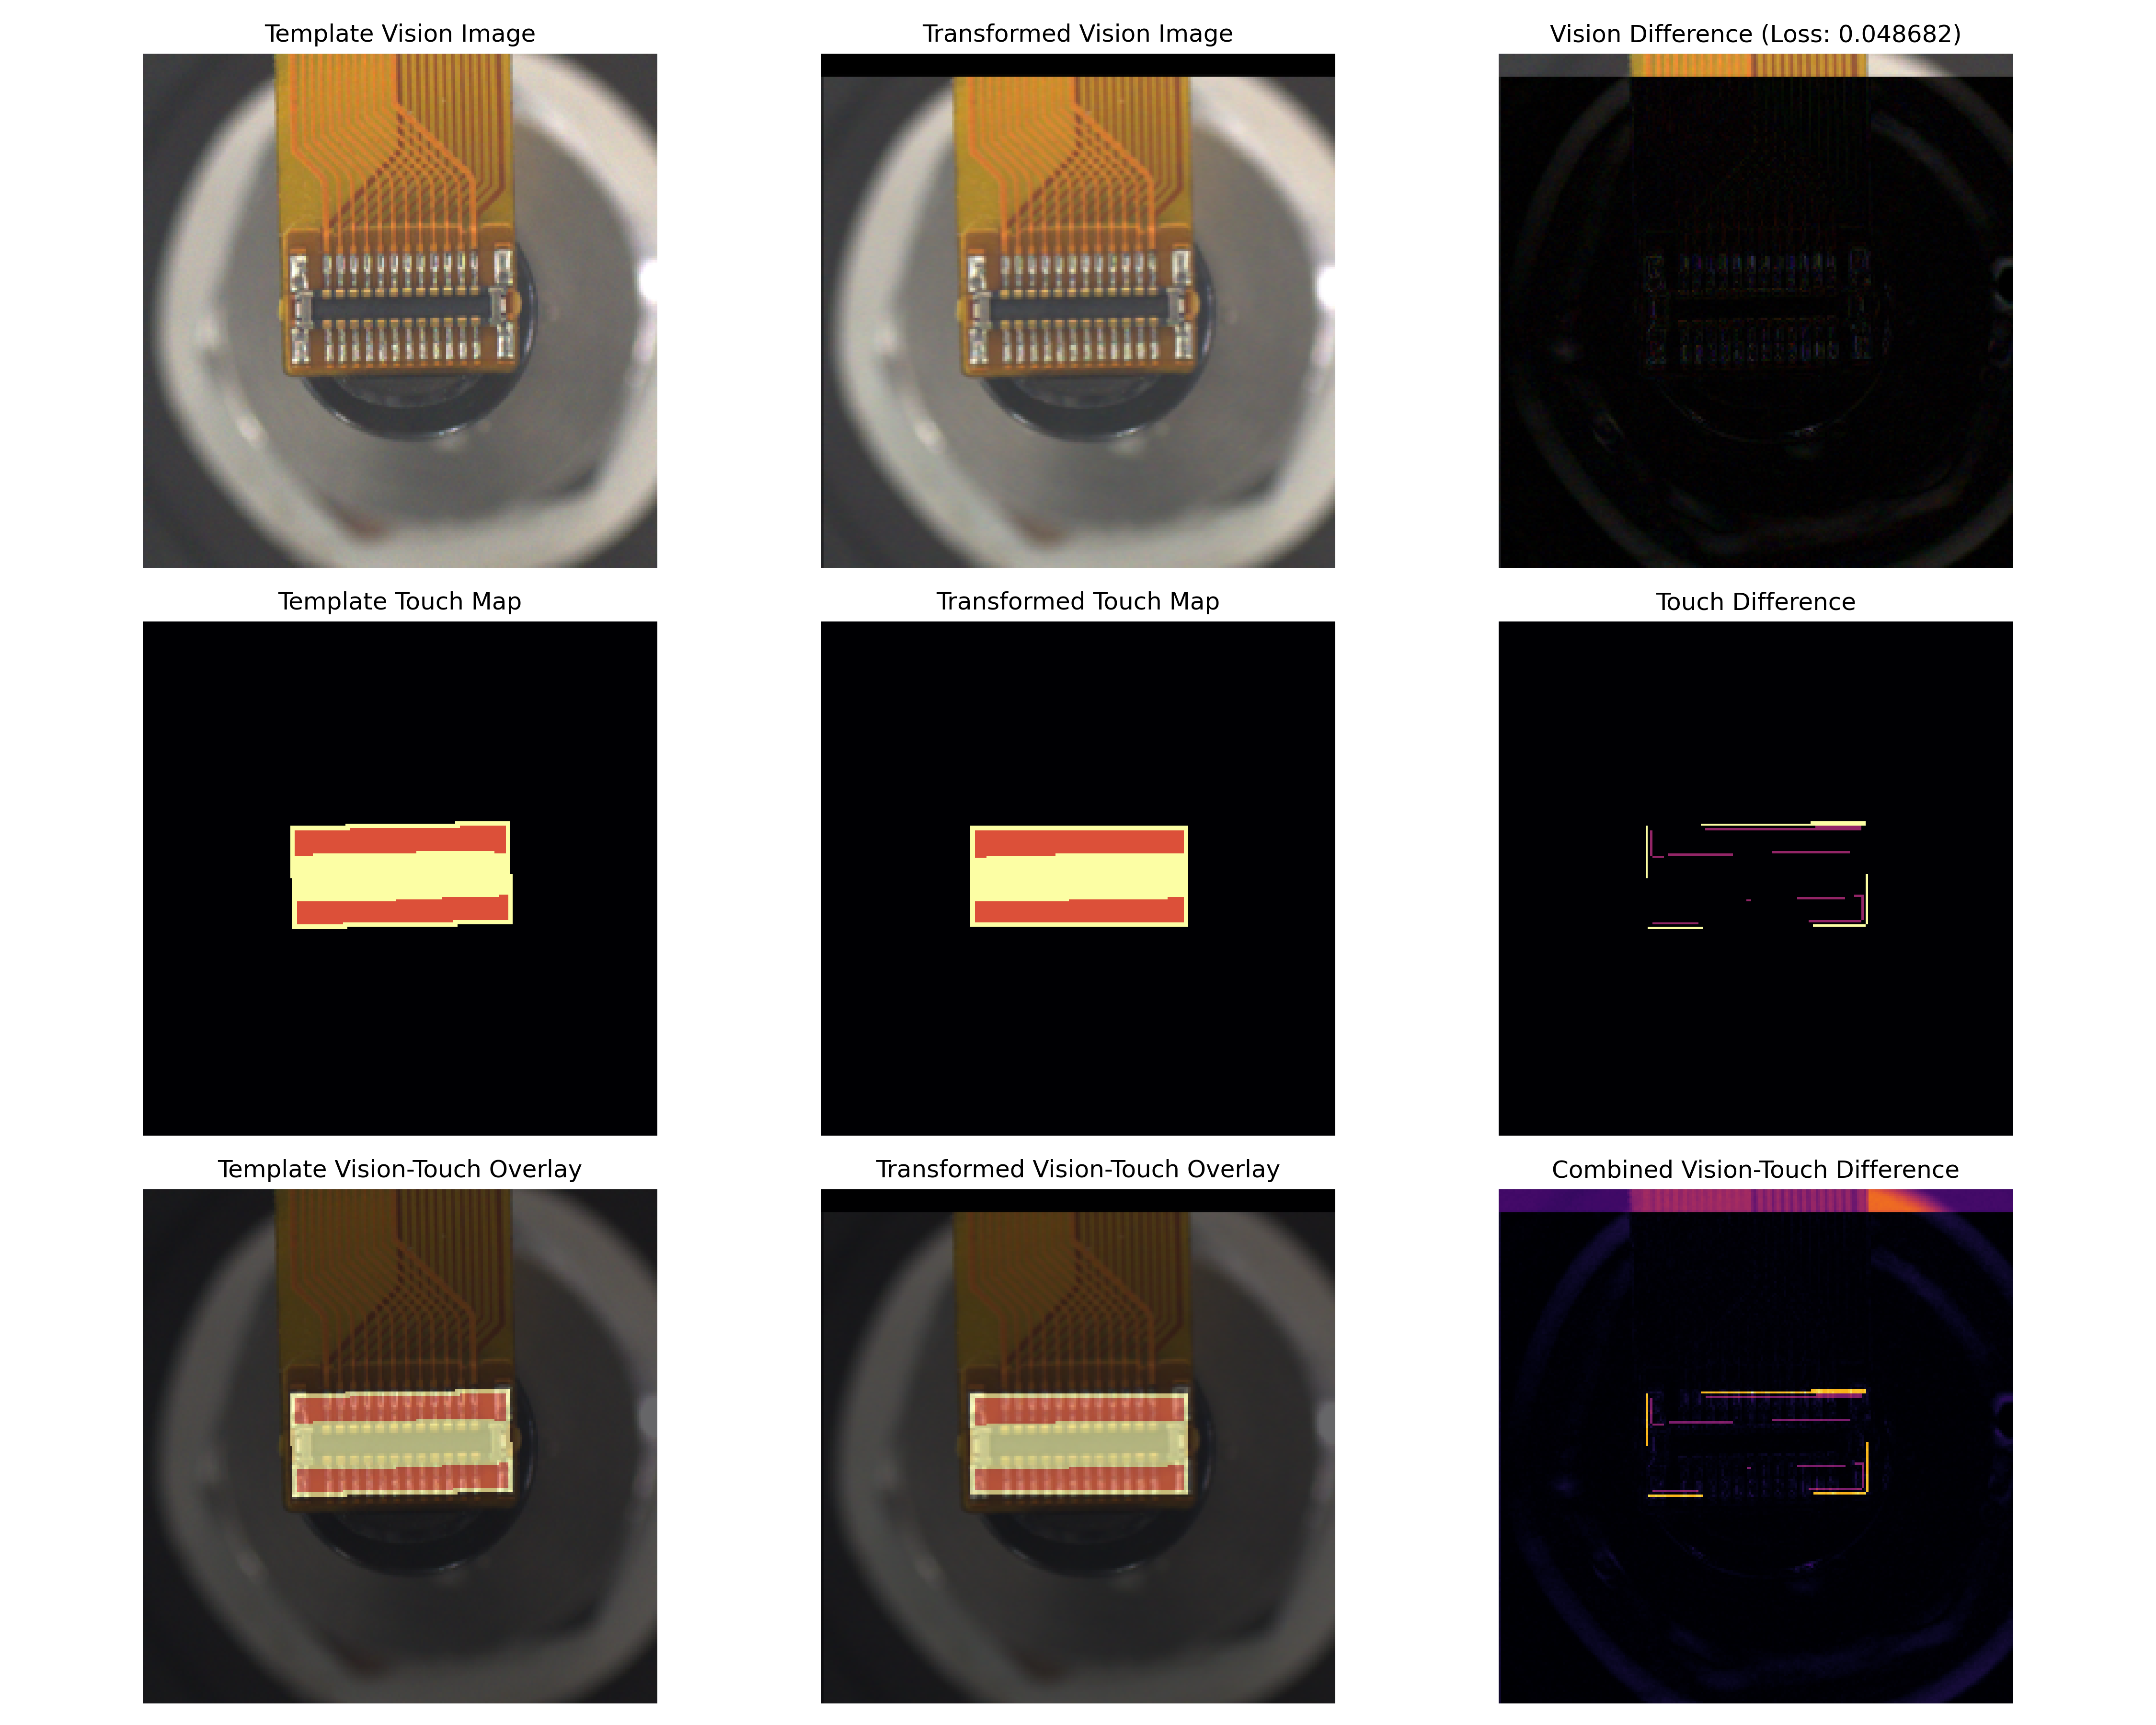 Template Vision Image
Transformed Vision Image
Vision Difference (Loss: 0.048682)
Template Touch Map
Transformed Touch Map
Touch Difference
Template Vision-Touch Overlay
Transformed Vision-Touch Overlay
Combined Vision-Touch Difference